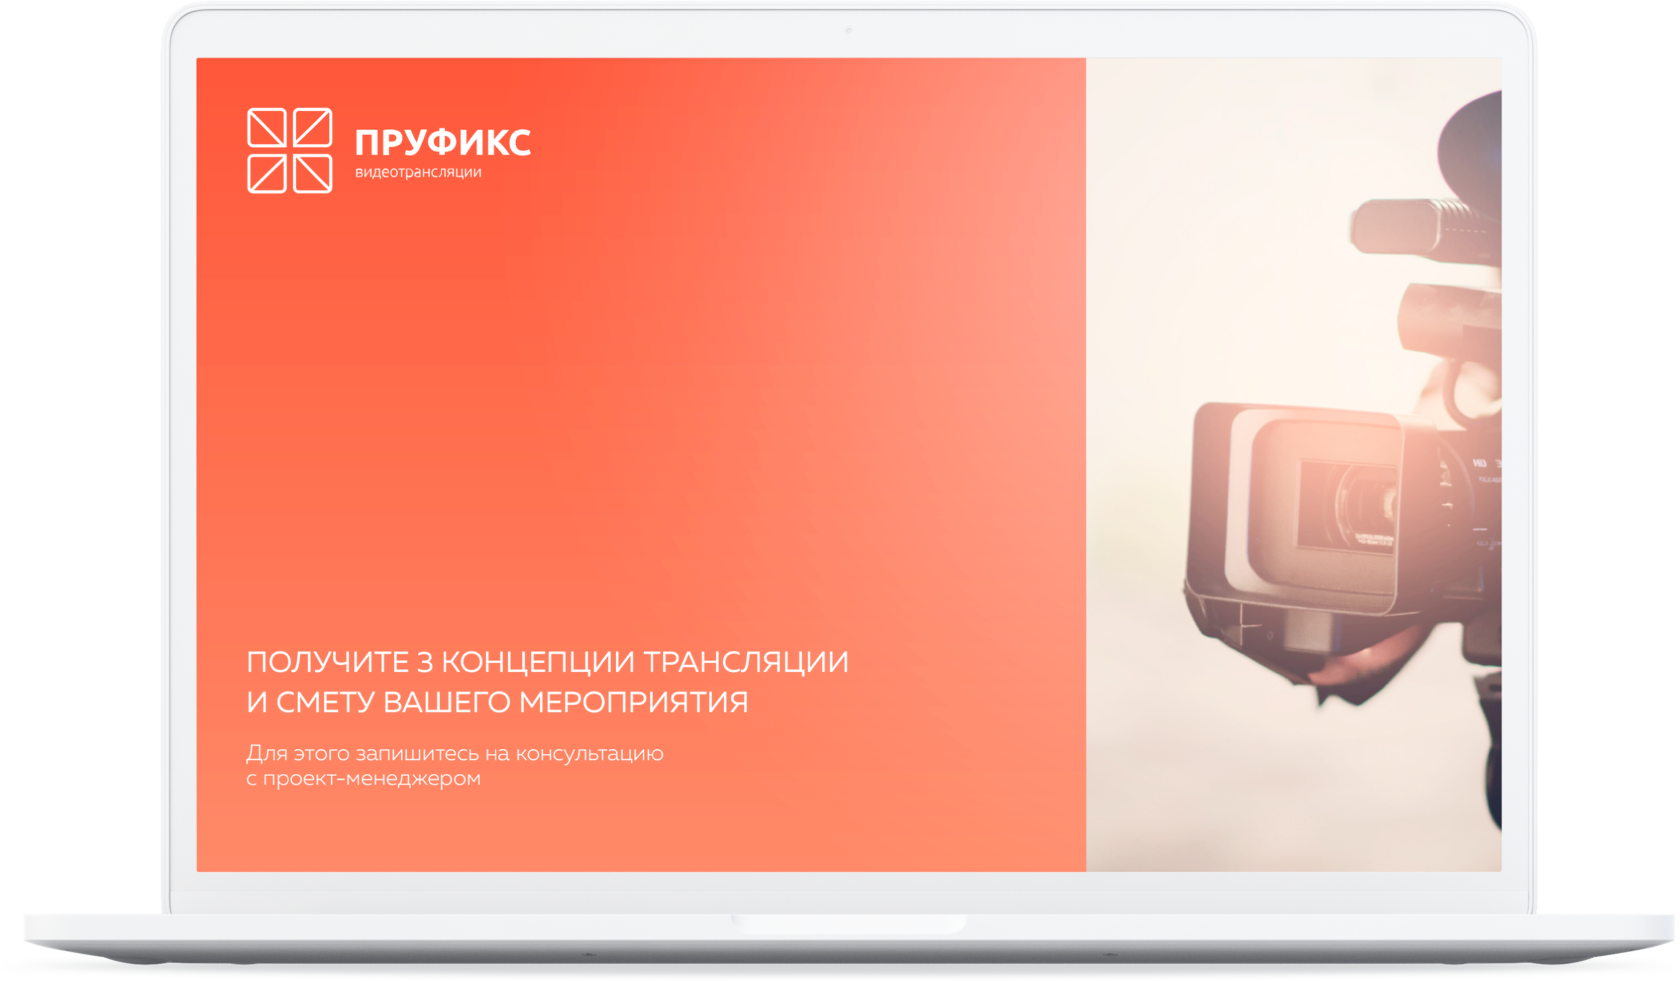 ПРУФИКС
видеотрансляции
ПОЛУЧИТЕ 3 КОНЦЕПЦИИ ТРАНСЛЯЦИИ
И СМЕТУ ВАШЕГО МЕРОПРИЯТИЯ
Для этого запишитесь на консультацию
с проект-менеджером